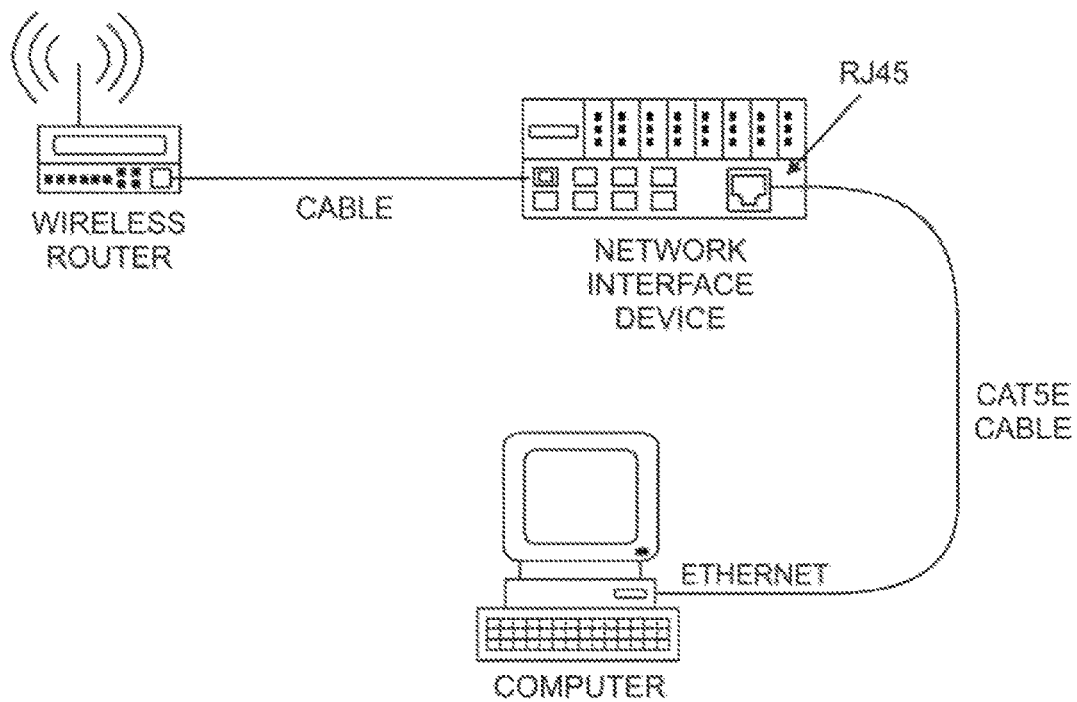 RJ45
CABLE
WIRELESS
ROUTER
NETWORK
INTERFACE
DEVICE
CAT5E
CABLE
ETHERNET
COMPUTER